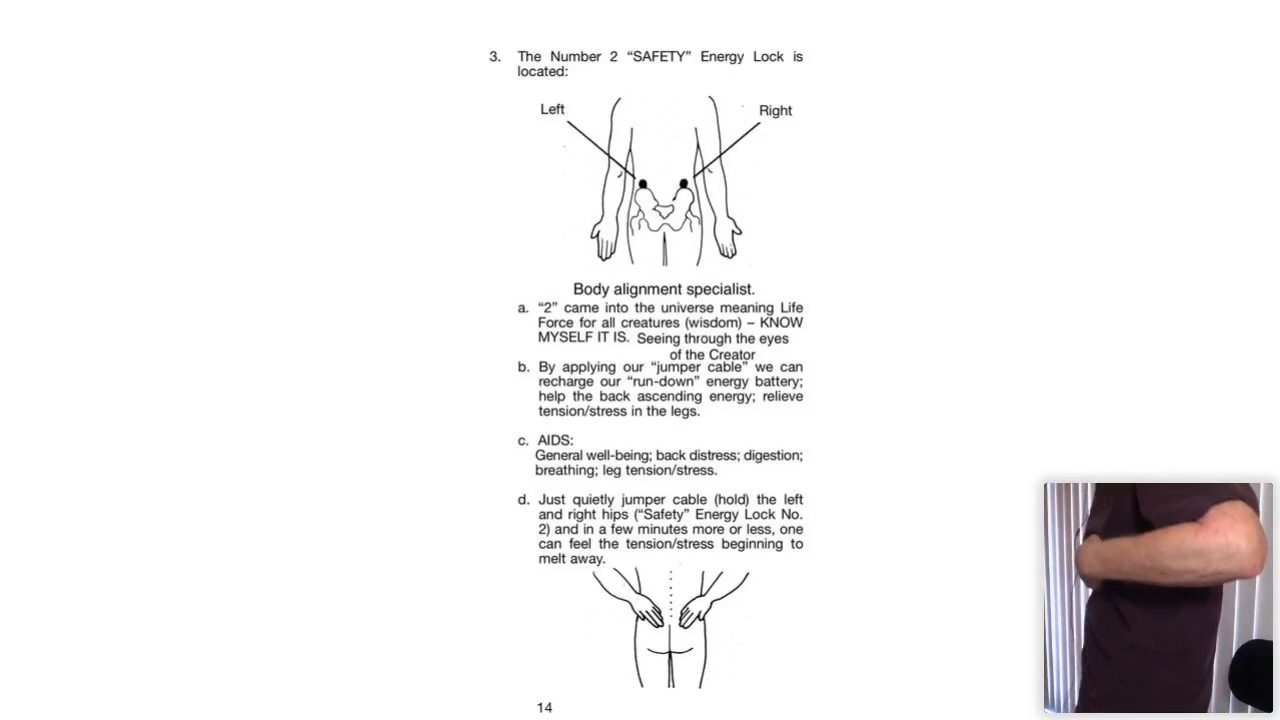 3. The Number 2 “SAFETY” Energy Lock is
located:
Left
Right
Body alignment specialist.
a. “2” came into the universe meaning Life
Force for all creatures (wisdom) – KNOW
MYSELF IT IS. Seeing through the eyes
of the Creator
b. By applying our “jumper cable” we can
recharge our “run-down” energy battery;
help the back ascending energy; relieve
tension/stress in the legs.
c. AIDS:
General well-being; back distress; digestion;
breathing; leg tension/stress.
d. Just quietly jumper cable (hold) the left
and right hips (“Safety” Energy Lock No.
2) and in a few minutes more or less, one
can feel the tension/stress beginning to
melt away.
14